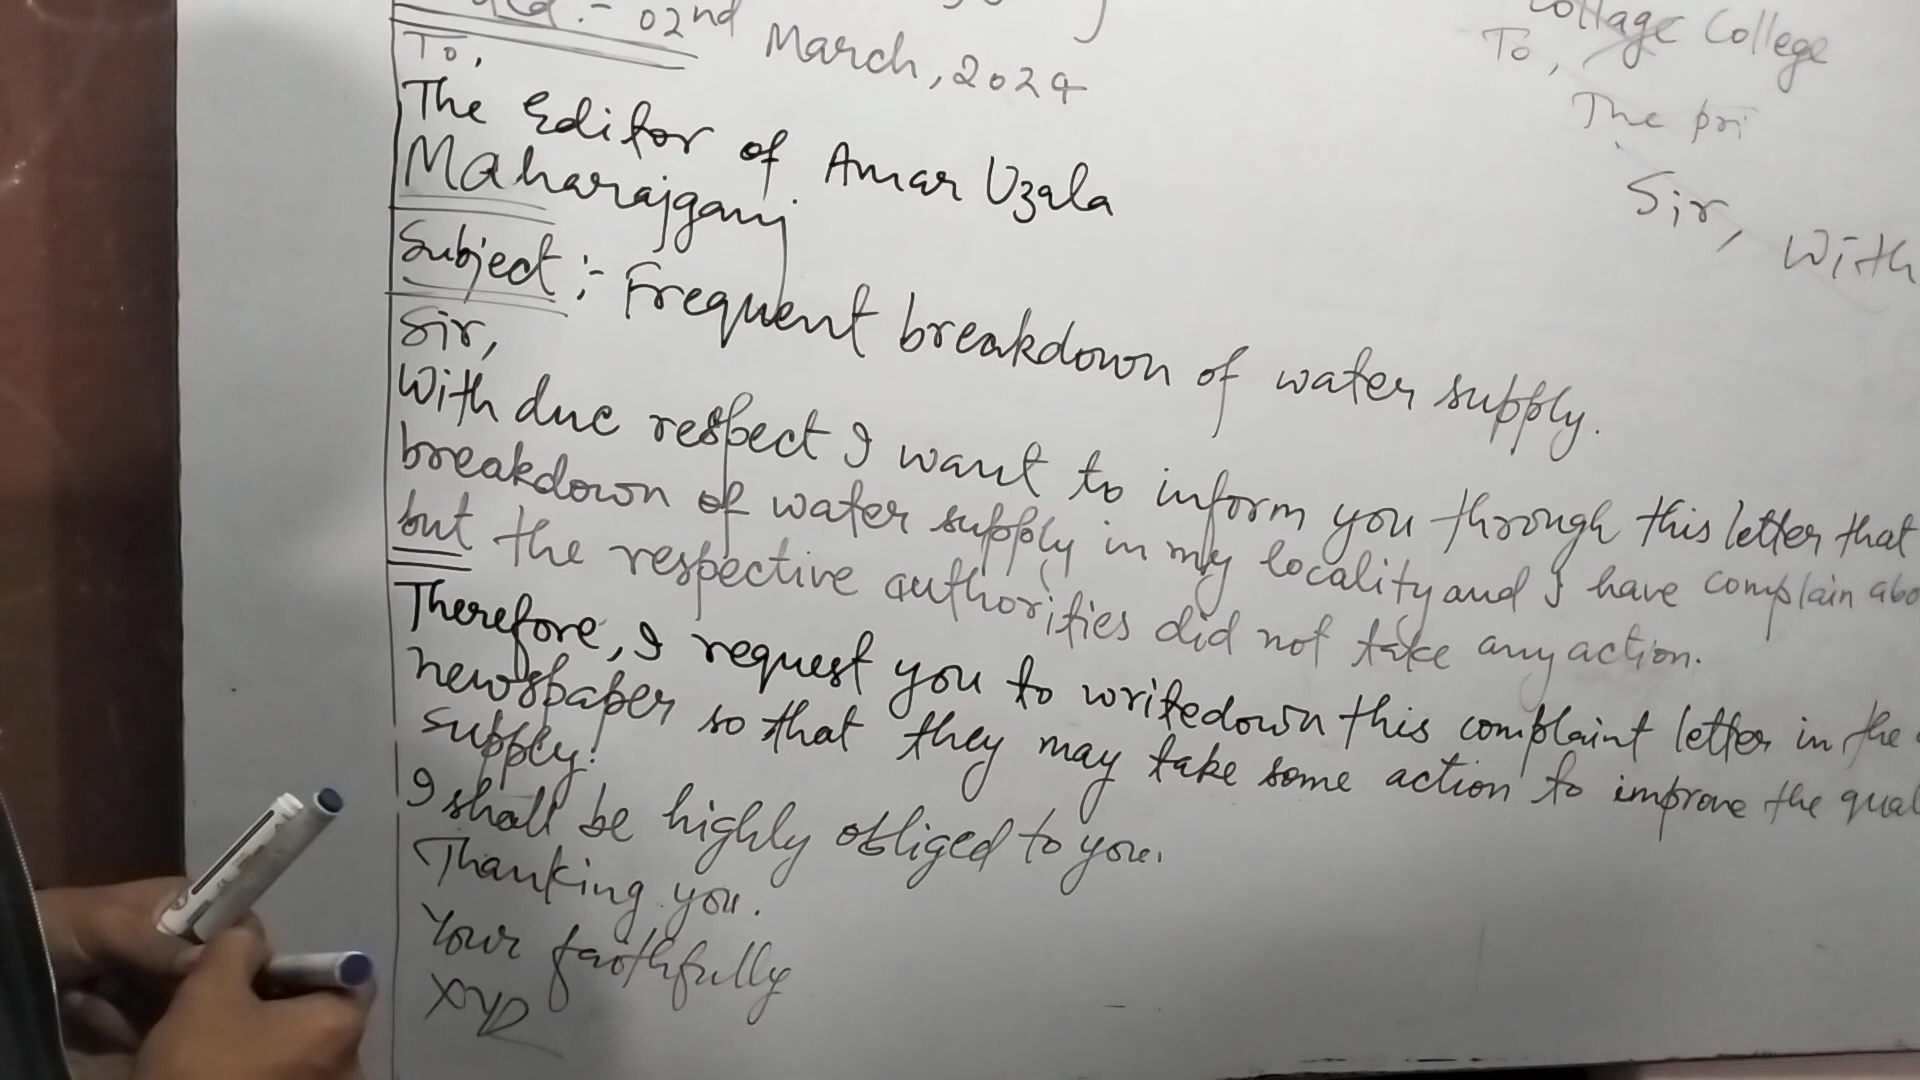 02nd March, 2024
To,
The Editor of Amar Uzala
Maharajganj
Subject :- Frequent breakdown of water supply.
Sir,
With due respect I want to inform you through this letter that
breakdown of water supply in my locality and I have complain abo
but the respective authorities did not take any action.
Therefore, I request you to writedown this complaint letter in the
newspaper so that they may take some action to improve the qual
supply.
I shall be highly obliged to you.
Thanking you.
Your faithfully
College
To,
The pri
Sir, With